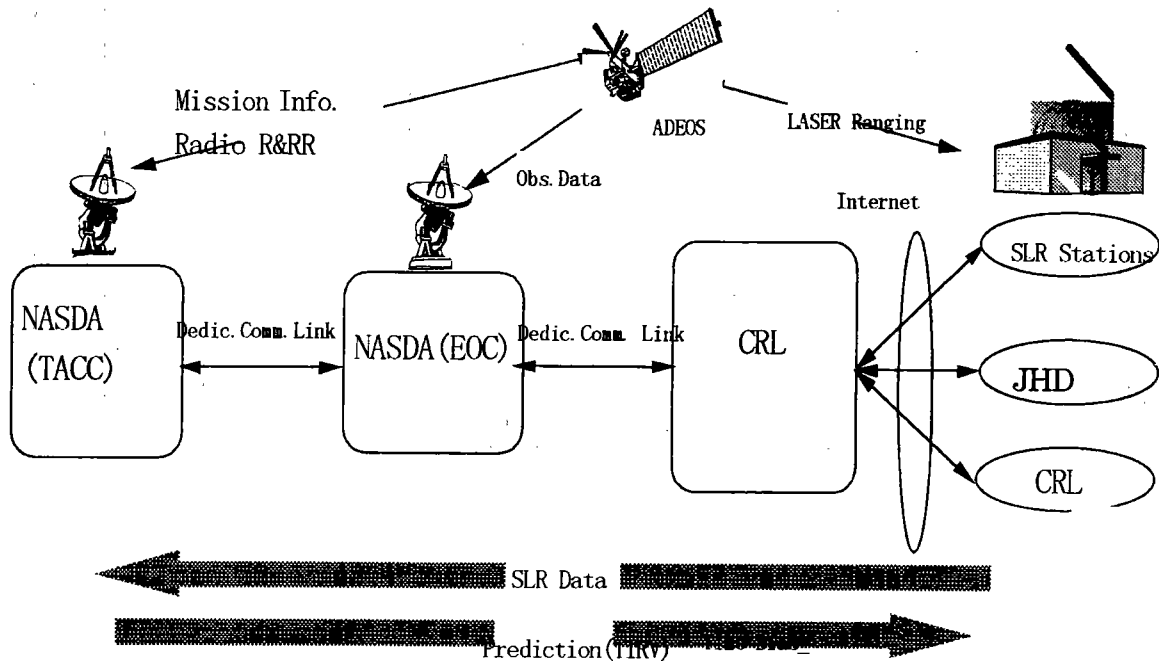 Mission Info.
Radio R&RR
ADEOS
LASER Ranging
Obs.Data
Internet
SLR Stations
NASDA
(TACC)
Dedic.Comm.Link
NASDA(EOC)
Dedic.Comm. Link
CRL
JHD
CRL
SLR Data
Prediction(TIRV)